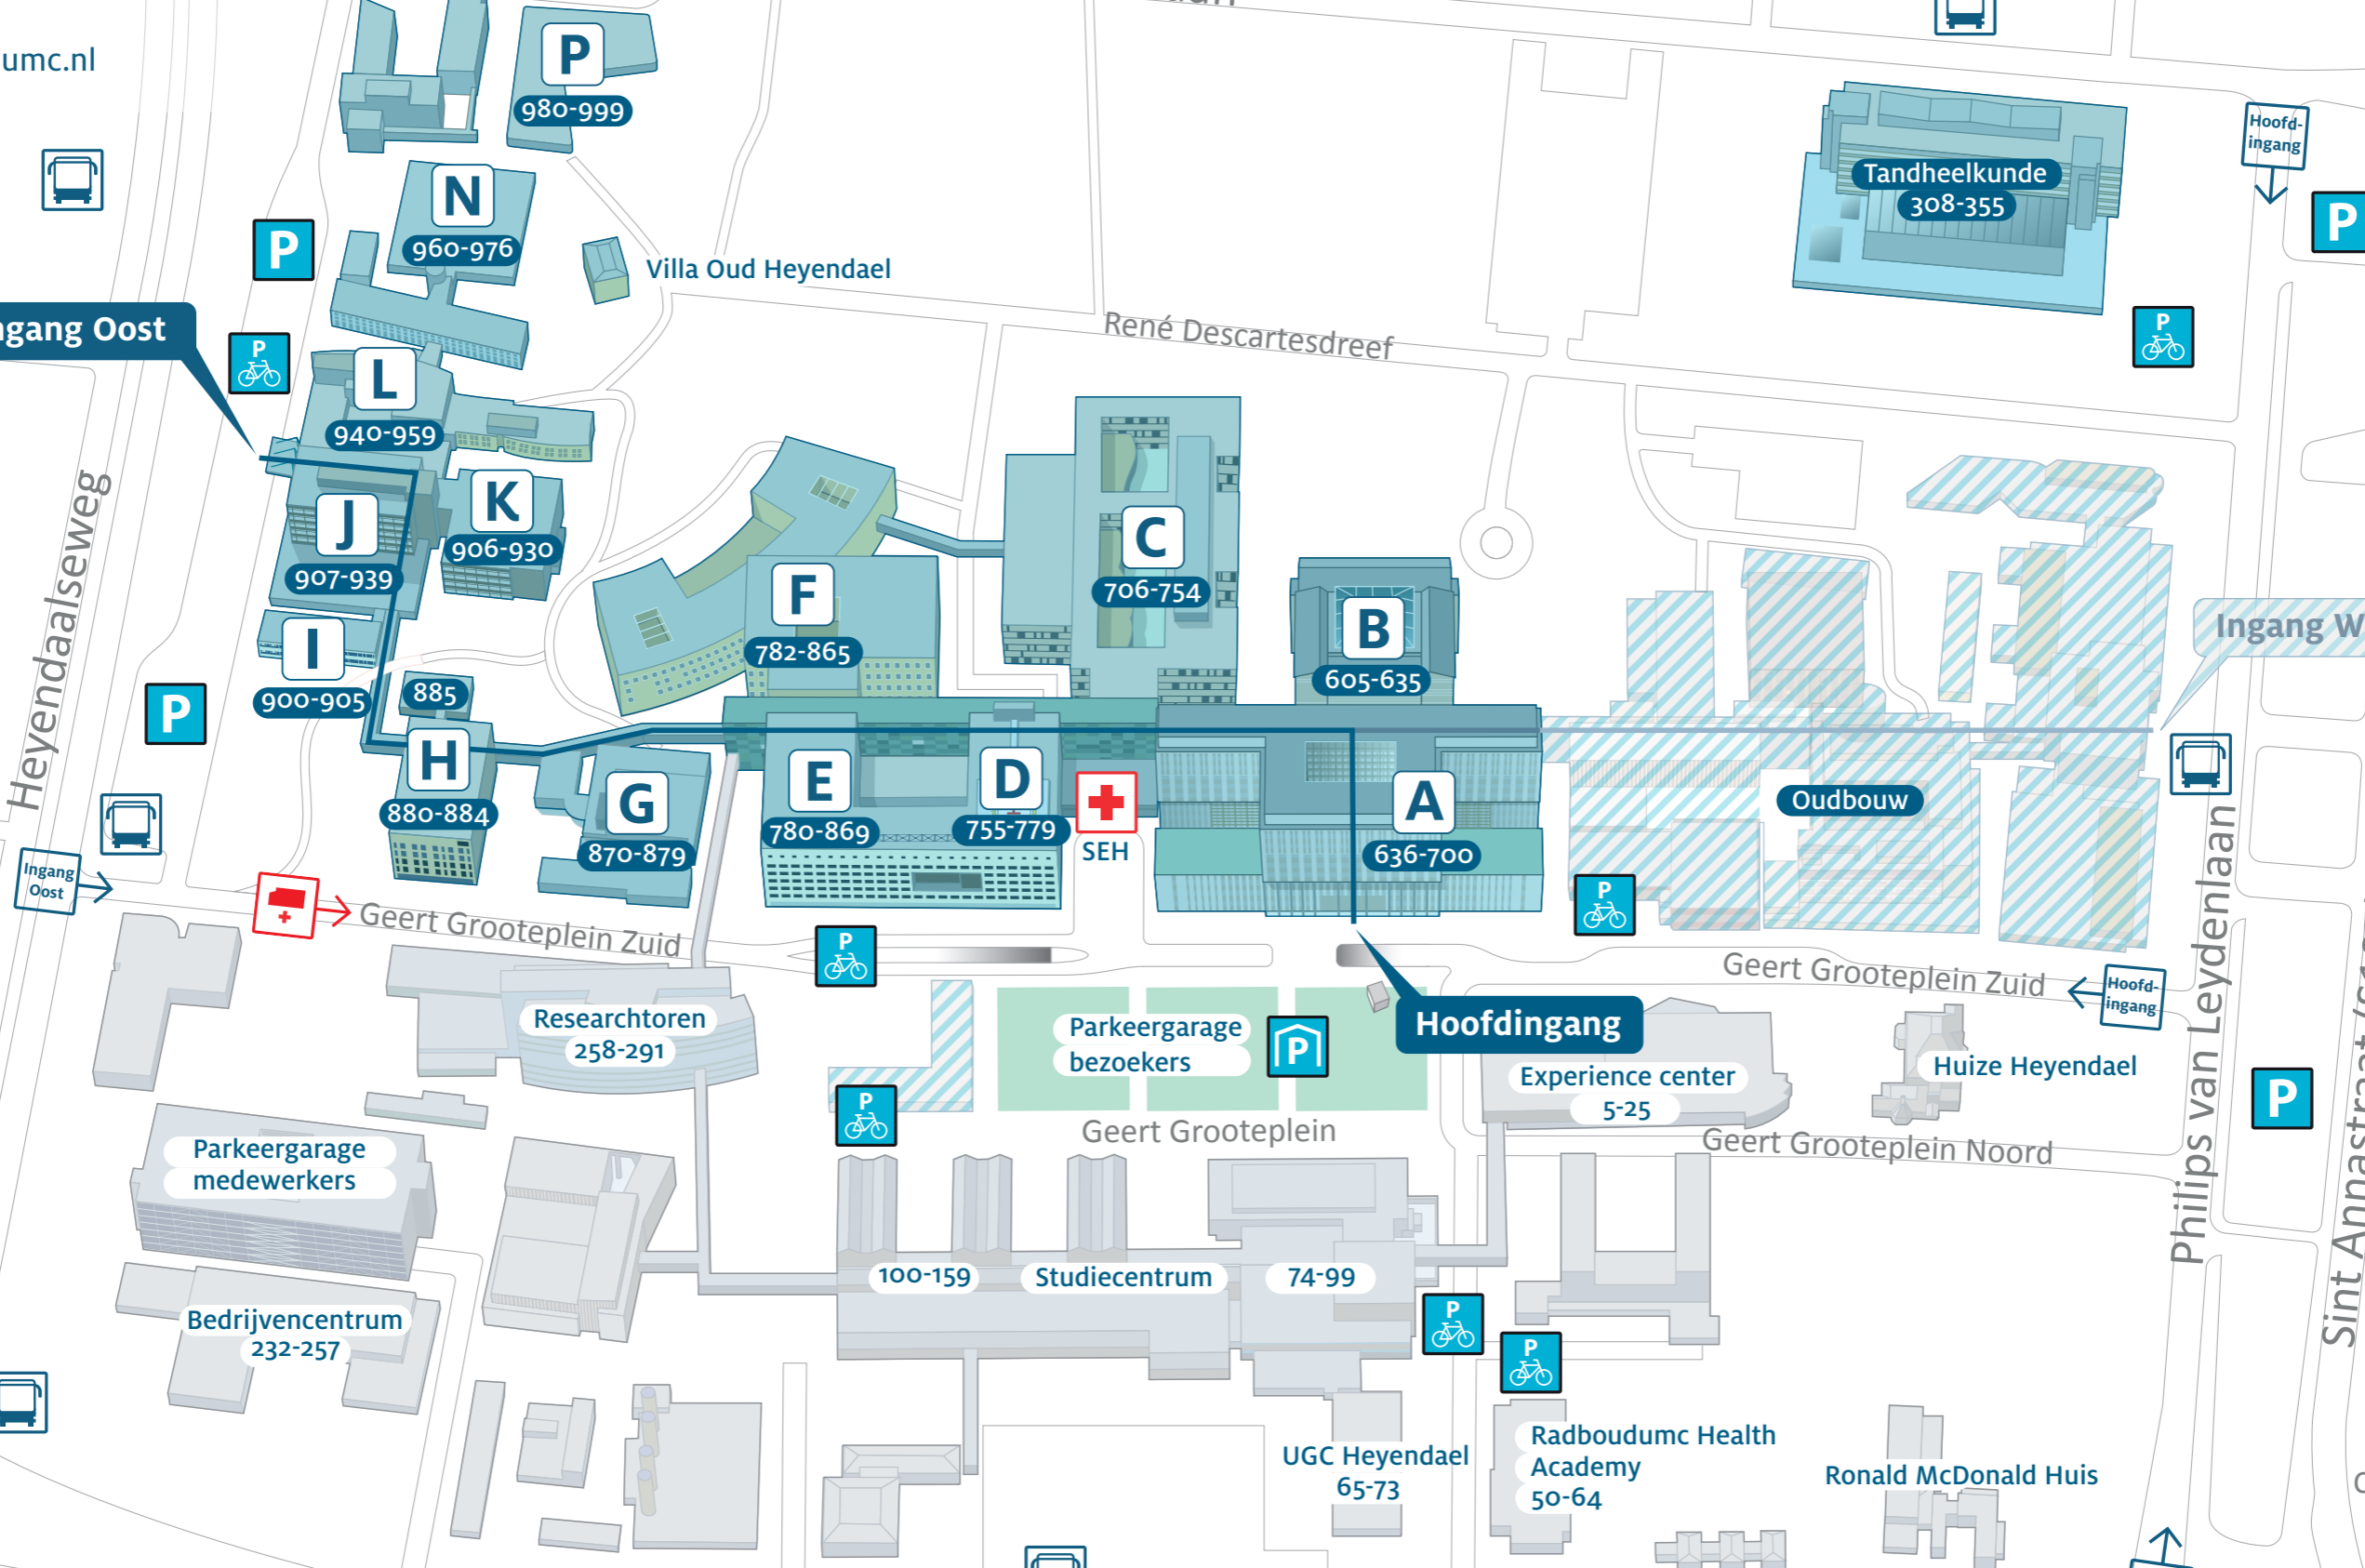 umc.nl
P
980-999
N
960-976
P
Villa Oud Heyendael
ngang Oost
P
L
940-959
J
907-939
K
906-930
I
900-905
885
H
880-884
G
870-879
F
782-865
E
780-869
D
755-779
SEH
C
706-754
B
605-635
A
636-700
René Descartesdreef
Tandheelkunde
308-355
Hoofd-
ingang
P
P
Ingang W
Oudbouw
P
Heyendaalseweg
P
Ingang
Oost
Geert Grooteplein Zuid
P
P
Geert Grooteplein Zuid
Hoofd-
ingang
Hoofdingang
Researchtoren
258-291
Parkeergarage
bezoekers
P
Experience center
5-25
Huize Heyendael
Philips van Leydenlaan
P
Geert Grooteplein
Geert Grooteplein Noord
P
Parkeergarage
medewerkers
100-159
Studiecentrum
74-99
Bedrijvencentrum
232-257
P
P
UGC Heyendael
65-73
Radboudumc Health
Academy
50-64
Ronald McDonald Huis